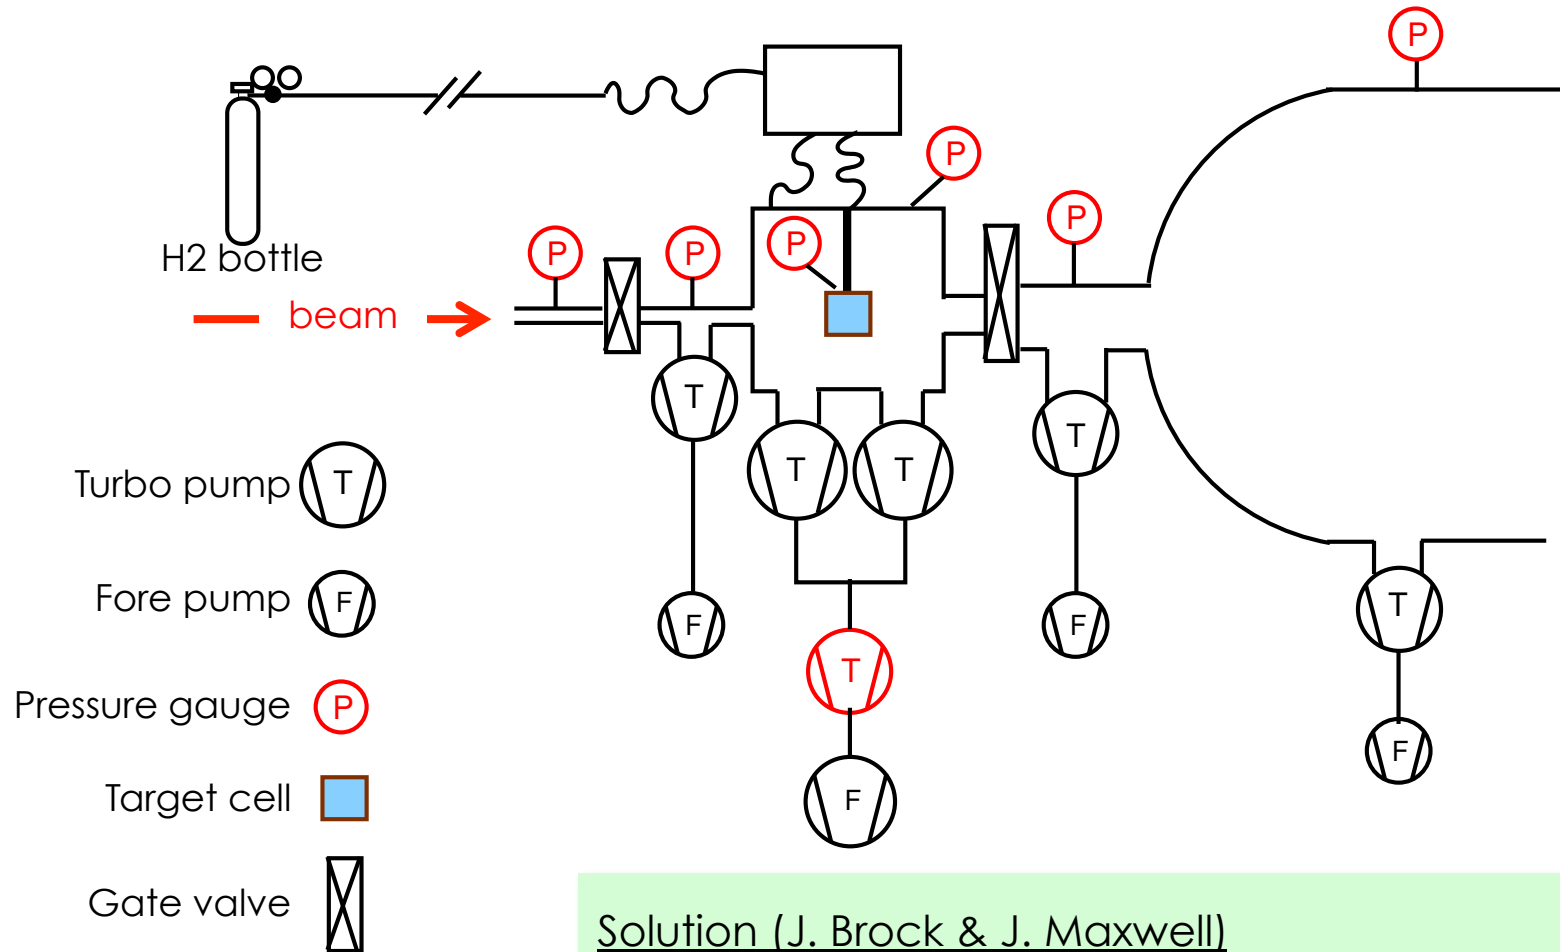 P
P
P
P
P
P
H2 bottle
beam
T
T
T
T
T
Turbo pump T
Fore pump F
F
F
T
F
F
Pressure gauge P
Target cell
Gate valve
Solution (J. Brock & J. Maxwell)